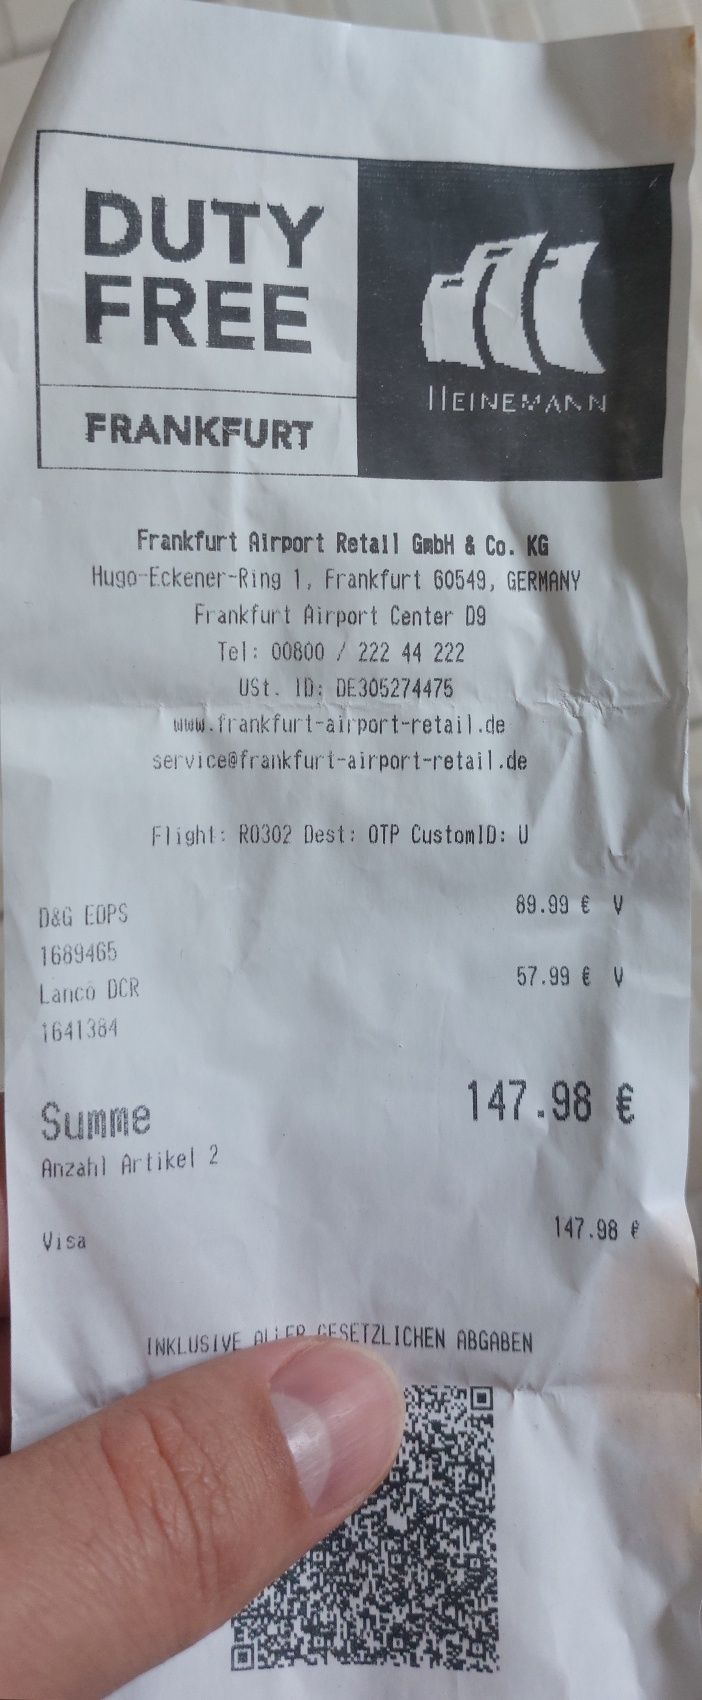 DUTY
FREE
FRANKFURT
HEINEMANN
Frankfurt Airport Retail GmbH & Co. KG
Hugo-Eckener-Ring 1, Frankfurt 60549, GERMANY
Frankfurt Airport Center D9
Tel: 00800 / 222 44 222
USt. ID: DE305274475
www.frankfurt-airport-retail.de
service@frankfurt-airport-retail.de
Flight: RO302 Dest: OTP CustomID: U
D&G EOPS 89.99 € V
1689465
Lanco DCR 57.99 € V
1641384
Summe 147.98 €
Anzahl Artikel 2
Visa 147.98 €
INKLUSIVE ALLER GESETZLICHEN ABGABEN